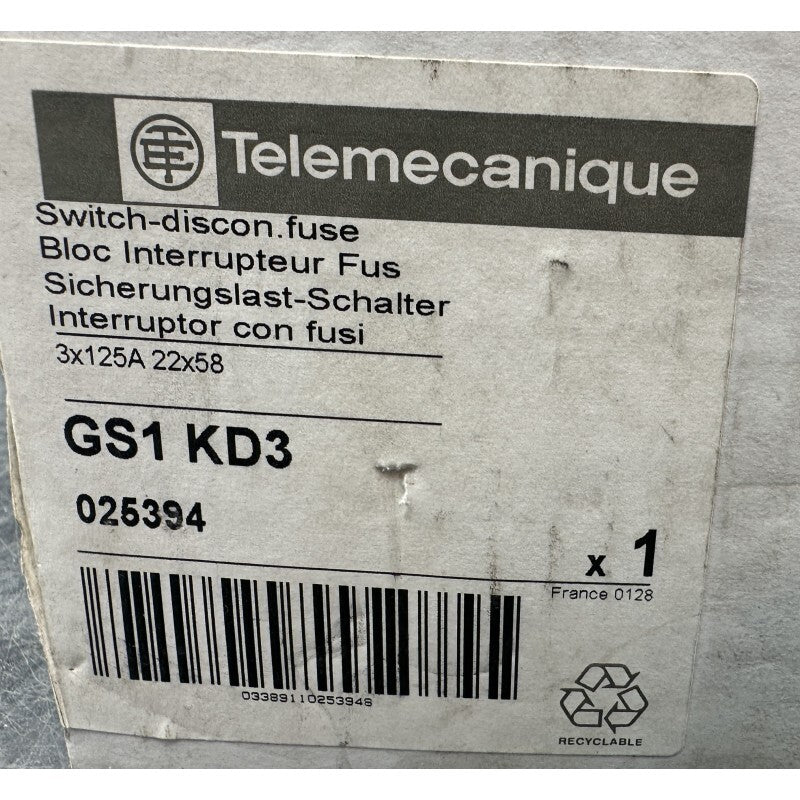 Telemecanique
Switch-discon.fuse
Bloc Interrupteur Fus
Sicherungslast-Schalter
Interruptor con fusi
3x125A 22x58
GS1 KD3
025394
x 1
France 0128
03389110253948
RECYCLABLE